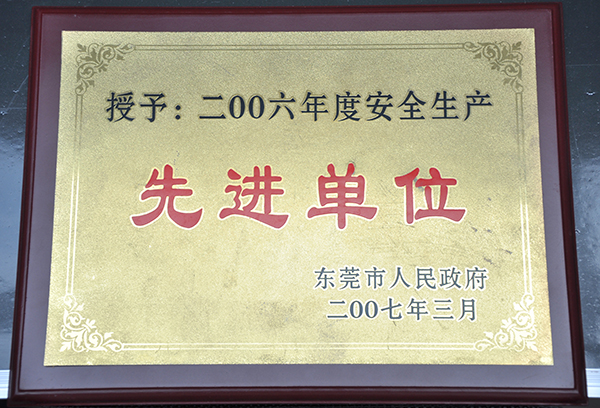 授予：二00六年度安全生产
先进单位
东莞市人民政府
二00七年三月